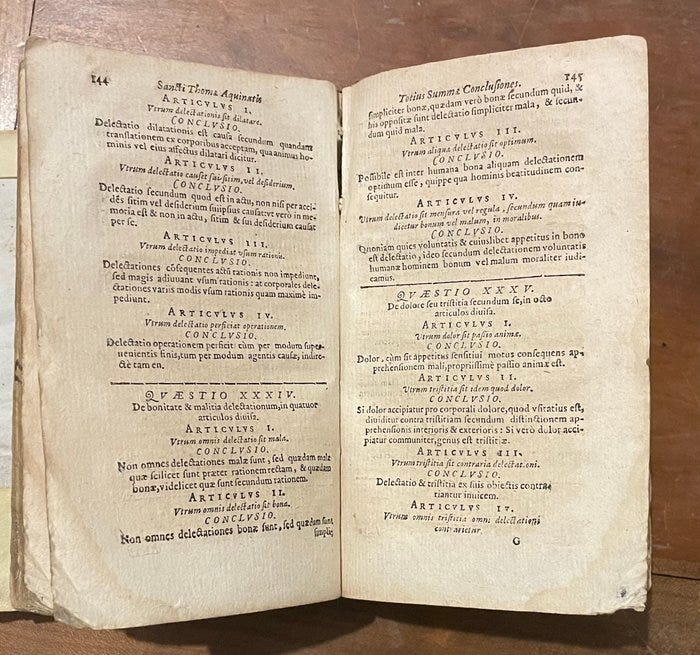 144
Sancti Thomæ Aquinatis
ARTICVLVS I.
Vtrum delectationis sit dilatare.
CONCLVSIO.
Delectatio dilatationis est causa secundum quandam
translationem ex corporibus acceptam, qua animus ho-
minis vel eius affectus dilatari dicitur.
ARTICVLVS II.
Vtrum delectatio causet sui sitim, vel desiderium.
CONCLVSIO.
Delectatio secundum quod est in actu, non nisi per acci-
dēs sitim vel desiderium suiipsius causat, vt verò in me-
moria est & non in actu, sitim & sui desiderium causat
per se.
ARTICVLVS III.
Vtrum delectatio impediat vsum rationis.
CONCLVSIO.
Delectationes cōsequentes actū rationis non impediunt,
sed magis adiuuant vsum rationis: at corporales dele-
ctationes variis modis vsum rationis quam maximè im-
pediunt.
ARTICVLVS IV.
Vtrum delectatio perficiat operationem.
CONCLVSIO.
Delectatio operationem perficit tùm per modum super-
uenientis finis, tum per modum agentis causæ, indire-
ctè tamen.
QVÆSTIO XXXIV.
De bonitate & malitia delectationum, in quatuor
articulos diuisa.
ARTICVLVS I.
Vtrum omnis delectatio sit mala.
CONCLVSIO.
Non omnes delectationes malæ sunt, sed quædam malæ
quæ scilicet sunt præter rationem rectam, & quædam
bonæ, videlicet quæ sunt secundum rationem.
ARTICVLVS II.
Vtrum omnis delectatio sit bona.
CONCLVSIO.
Non omnes delectationes bonæ sunt, sed quædam sunt
simplici-
Totius Summæ Conclusiones.
145
simpliciter bonæ, quædam verò bonæ secundum quid, &
his oppositæ sunt delectatio simpliciter mala, & secun-
dum quid mala.
ARTICVLVS III.
Vtrum aliqua delectatio sit optimum.
CONCLVSIO.
Possibile est inter humana bona aliquam delectationem
optimum esse, quippe qua hominis beatitudinem con-
sequitur.
ARTICVLVS IV.
Vtrum delectatio sit mensura vel regula, secundum quam iu-
dicetur bonum vel malum, in moralibus.
CONCLVSIO.
Quoniam quies voluntatis & cuiuslibet appetitus in bono
est delectatio, ideo secundum delectationem voluntatis
humanæ hominem bonum vel malum moraliter iudi-
camus.
QVÆSTIO XXXV.
De dolore seu tristitia secundum se, in octo
articulos diuisa.
ARTICVLVS I.
Vtrum dolor sit passio animæ.
CONCLVSIO.
Dolor, cùm sit appetitus sensitiui motus consequens ap-
prehensionem mali, propriissimè passio animæ est.
ARTICVLVS II.
Vtrum tristitia sit idem quod dolor.
CONCLVSIO.
Si dolor accipiatur pro corporali dolore, quod vsitatius est,
diuiditur contra tristitiam secundum distinctionem ap-
prehensionis interioris & exterioris: Si verò dolor acci-
piatur communiter, genus est tristitiæ.
ARTICVLVS III.
Vtrum tristitia sit contraria delectationi.
CONCLVSIO.
Delectatio & tristitia ex suis obiectis contra-
riantur inuicem.
ARTICVLVS IV.
Vtrum omnis tristitia omni delectationi
contrarietur.
G